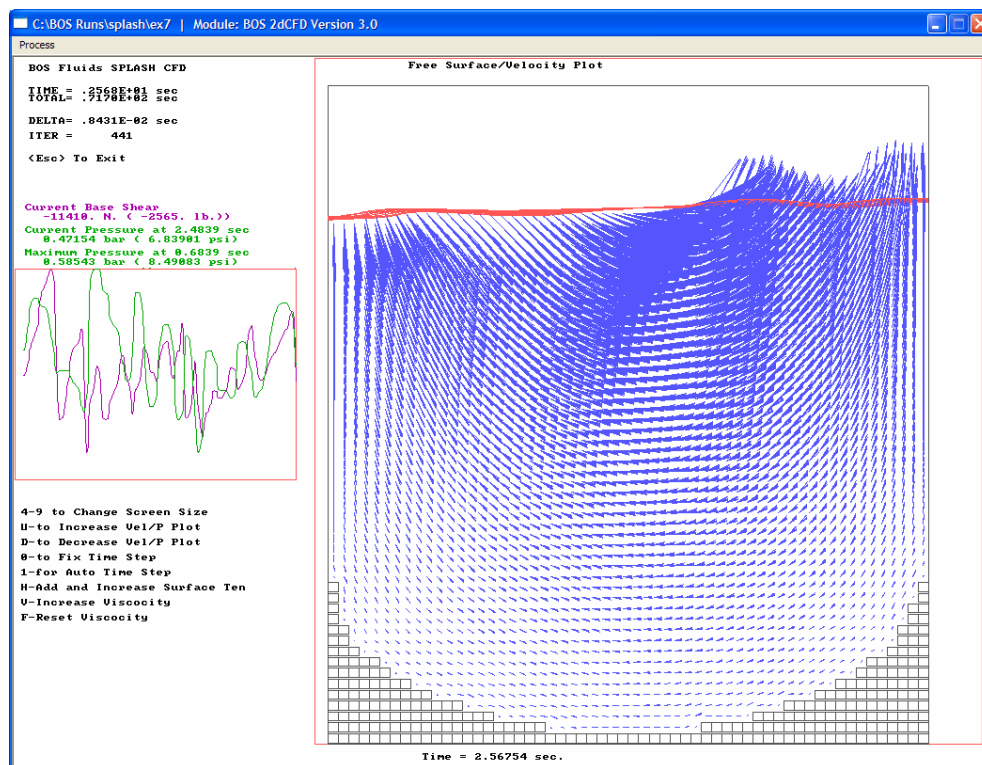 C:\BOS Runs\splash\ex7 | Module: BOS 2dCFD Version 3.0
Process
BOS Fluids SPLASH CFD
TIME = .2568E+01 sec
TOTAL= .7170E+02 sec
DELTA= .8431E-02 sec
ITER = 441
<Esc> To Exit
Current Base Shear
-11410. N. ( -2565. lb.))
Current Pressure at 2.4839 sec
0.47154 bar ( 6.83901 psi)
Maximum Pressure at 0.6839 sec
0.58543 bar ( 8.49083 psi)
4-9 to Change Screen Size
U-to Increase Vel/P Plot
D-to Decrease Vel/P Plot
0-to Fix Time Step
1-for Auto Time Step
H-Add and Increase Surface Ten
V-Increase Viscosity
F-Reset Viscosity
Free Surface/Velocity Plot
Time = 2.56754 sec.